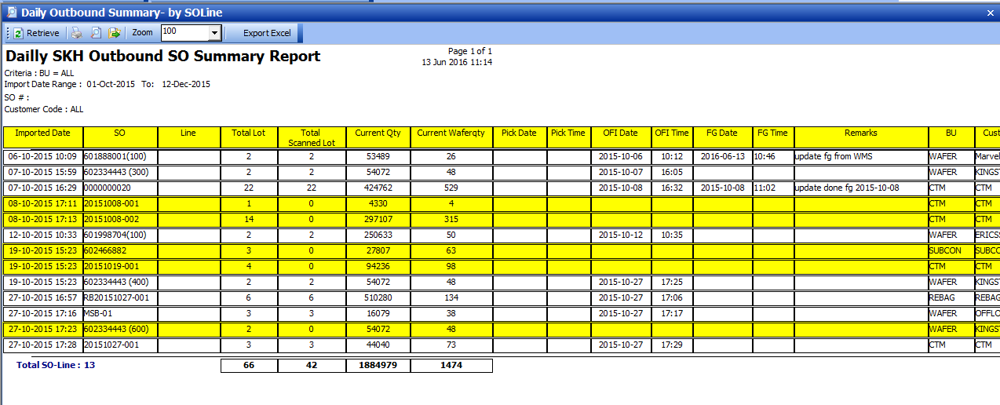 Daily Outbound Summary- by SOLine
Retrieve Zoom 100 Export Excel
Dailly SKH Outbound SO Summary Report
Page 1 of 1
13 Jun 2016 11:14
Criteria : BU = ALL
Import Date Range : 01-Oct-2015 To: 12-Dec-2015
SO # :
Customer Code : ALL
Imported Date SO Line Total Lot Total Scanned Lot Current Qty Current Waferqty Pick Date Pick Time OFI Date OFI Time FG Date FG Time Remarks BU Cust
06-10-2015 10:09 601888001(100) 2 2 53489 26 2015-10-06 10:12 2016-06-13 10:46 update fg from WMS WAFER Marvel
07-10-2015 15:59 602334443 (300) 2 2 54072 48 2015-10-07 16:05 WAFER KINGST
07-10-2015 16:29 0000000020 22 22 424762 529 2015-10-08 16:32 2015-10-08 11:02 update done fg 2015-10-08 CTM CTM
08-10-2015 17:11 20151008-001 1 0 4330 4 CTM CTM
08-10-2015 17:13 20151008-002 14 0 297107 315 CTM CTM
12-10-2015 10:33 601998704(100) 2 2 250633 50 2015-10-12 10:35 WAFER ERICSS
19-10-2015 15:23 602466882 3 0 27807 63 SUBCON SUBCO
19-10-2015 15:23 20151019-001 4 0 94236 98 CTM CTM
19-10-2015 15:23 602334443 (400) 2 2 54072 48 2015-10-27 17:25 WAFER KINGST
27-10-2015 16:57 RB20151027-001 6 6 510280 134 2015-10-27 17:06 REBAG REBAG
27-10-2015 17:16 MSB-01 3 3 16079 38 2015-10-27 17:17 WAFER OFFLO
27-10-2015 17:23 602334443 (600) 2 0 54072 48 WAFER KINGST
27-10-2015 17:28 20151027-001 3 3 44040 73 2015-10-27 17:29 CTM CTM
Total SO-Line : 13 66 42 1884979 1474